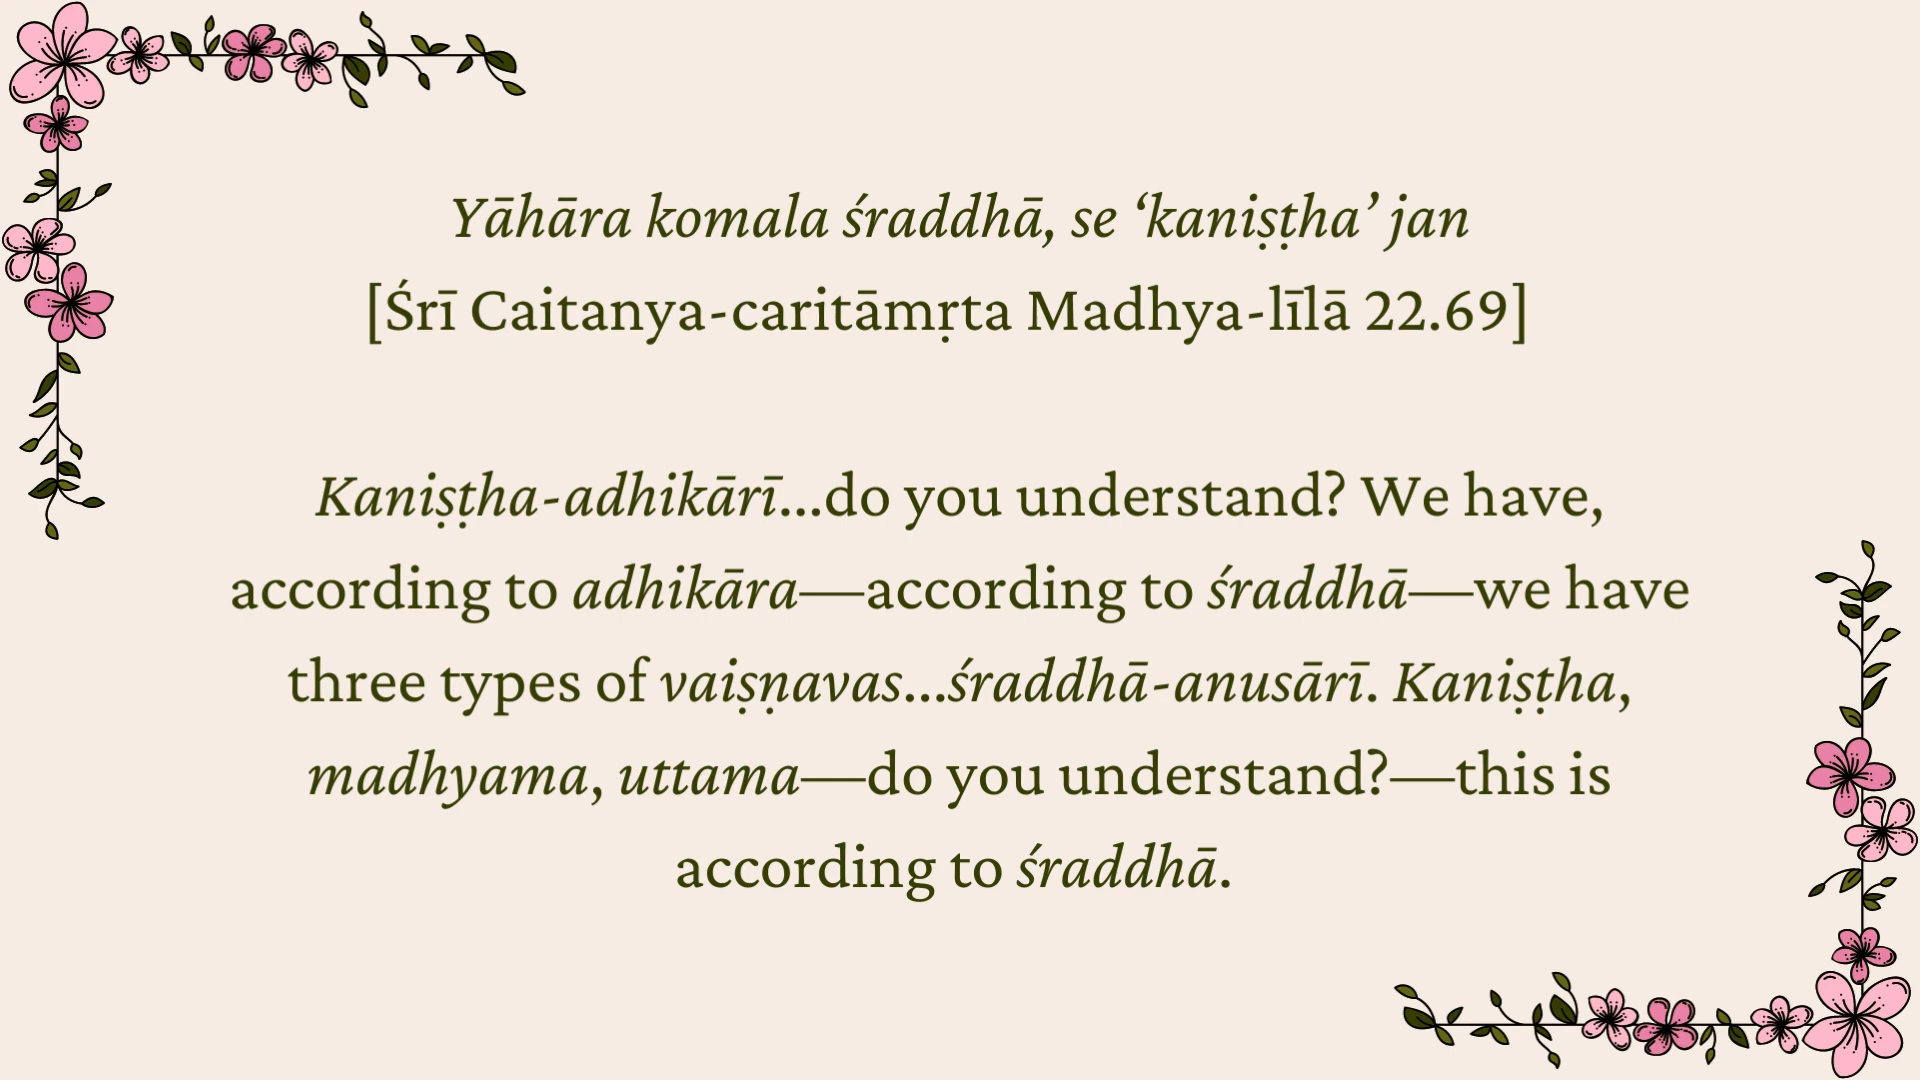 Yāhāra komala śraddhā, se ‘kaniṣṭha’ jan
[Śrī Caitanya-caritāmṛta Madhya-līlā 22.69]
Kaniṣṭha-adhikārī...do you understand? We have,
according to adhikāra—according to śraddhā—we have
three types of vaiṣṇavas...śraddhā-anusārī. Kaniṣṭha,
madhyama, uttama—do you understand?—this is
according to śraddhā.